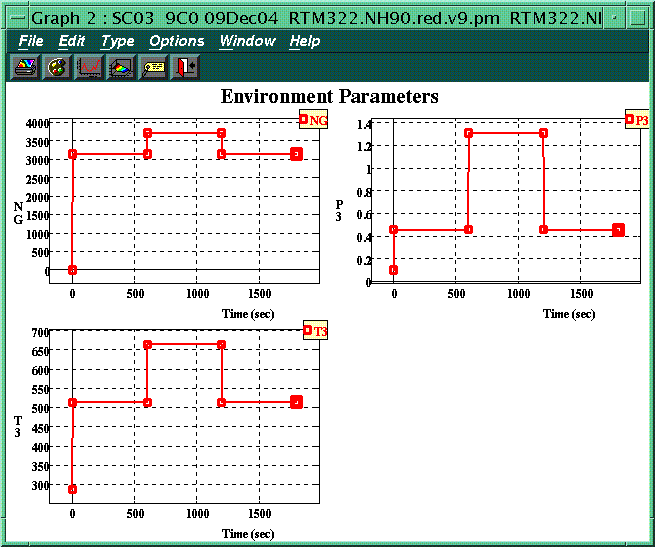 Graph 2 : SC03 9C0 09Dec04 RTM322.NH90.red.v9.pm RTM322.NI
File Edit Type Options Window Help
Environment Parameters
NG
4000
3500
3000
2500
2000
1500
1000
500
0
N
G
0 500 1000 1500
Time (sec)
P3
1.4
1.2
1
0.8
0.6
0.4
0.2
0
P
3
0 500 1000 1500
Time (sec)
T3
700
650
600
550
500
450
400
350
300
T
3
0 500 1000 1500
Time (sec)